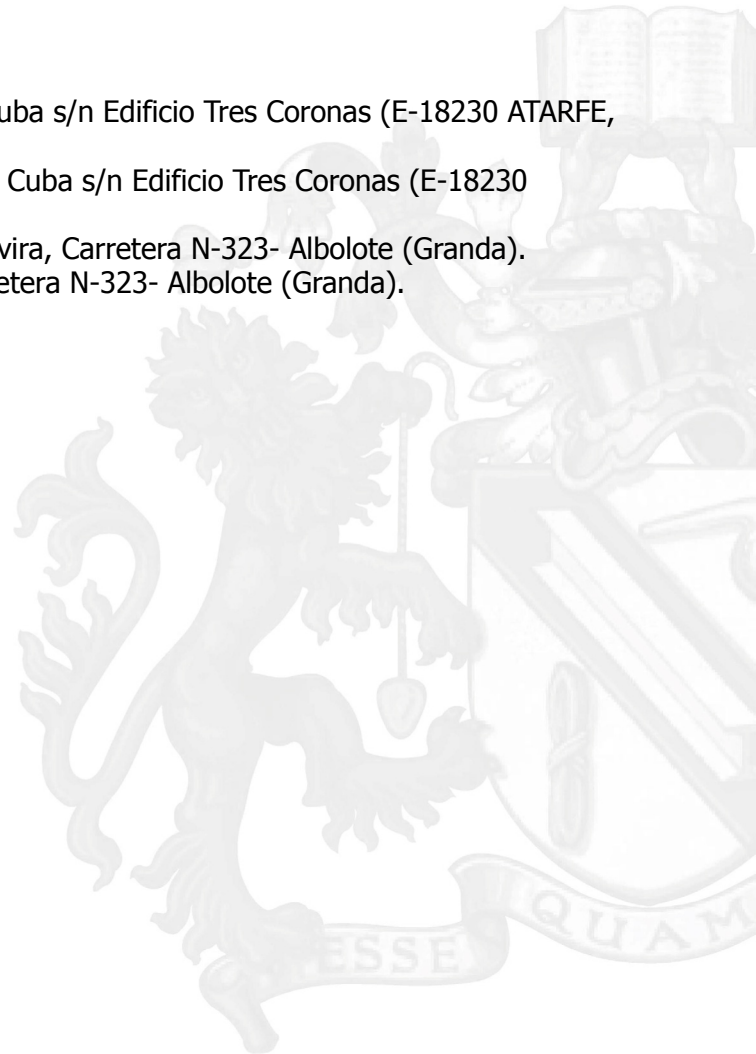 uba s/n Edificio Tres Coronas (E-18230 ATARFE,
Cuba s/n Edificio Tres Coronas (E-18230
vira, Carretera N-323- Albolote (Granda).
etera N-323- Albolote (Granda).
ESSE
QUAM